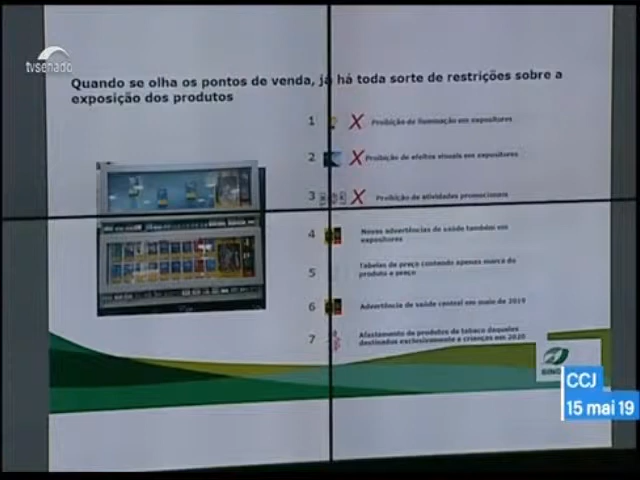 tvsenado
Quando se olha os pontos de venda, já há toda sorte de restrições sobre a
exposição dos produtos
1 X Proibição de iluminação em expositores
2 X Proibição de efeitos visuais em expositores
3 X Proibição de atividades promocionais
4 Novas advertências de saúde também em
expositores
5 Tabelas de preço contendo apenas marca do
produto e preço
6 Advertência de saúde central em maio de 2019
7 Afastamento de produtos de tabaco daqueles
destinados exclusivamente a crianças em 2020
CCJ
15 mai 19